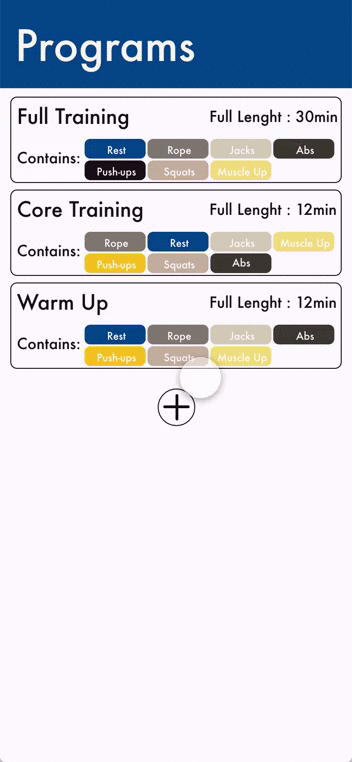 Programs
Full Training Full Lenght : 30min
Contains: Rest Rope Jacks Abs
Push-ups Squats Muscle Up
Core Training Full Lenght : 12min
Contains: Rope Rest Jacks Muscle Up
Push-ups Squats Abs
Warm Up Full Lenght : 12min
Contains: Rest Rope Jacks Abs
Push-ups Squats Muscle Up